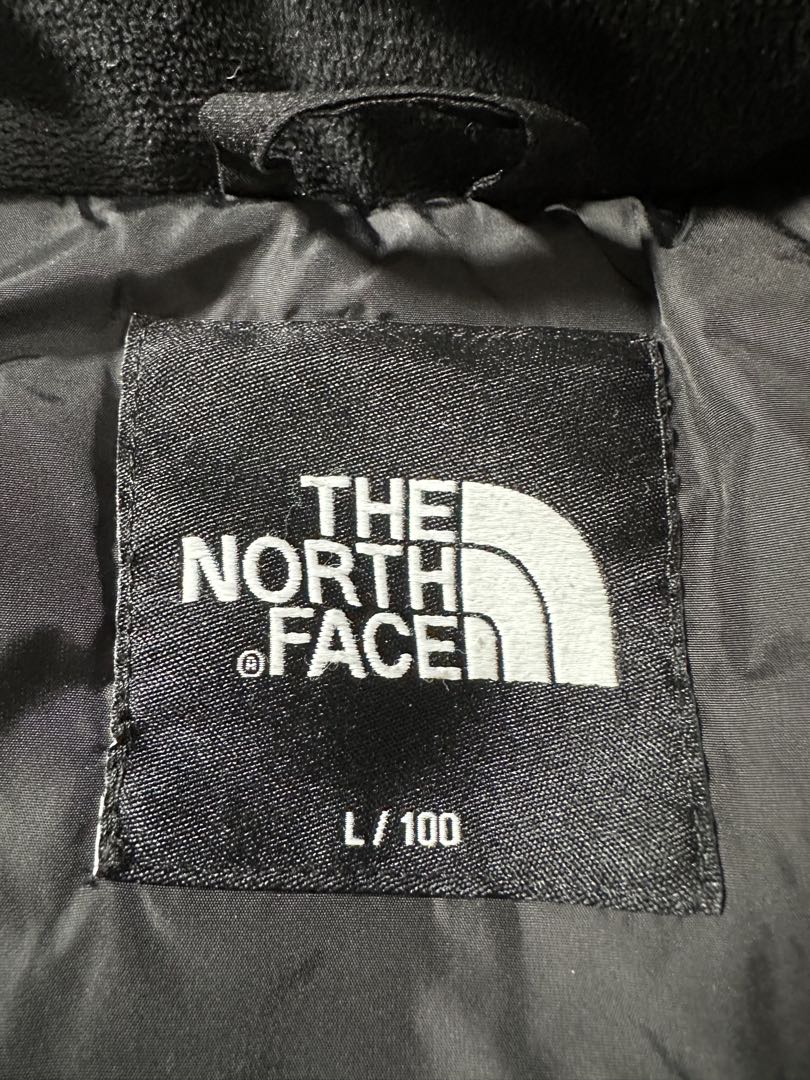 THE
NORTH
®FACE
L / 100